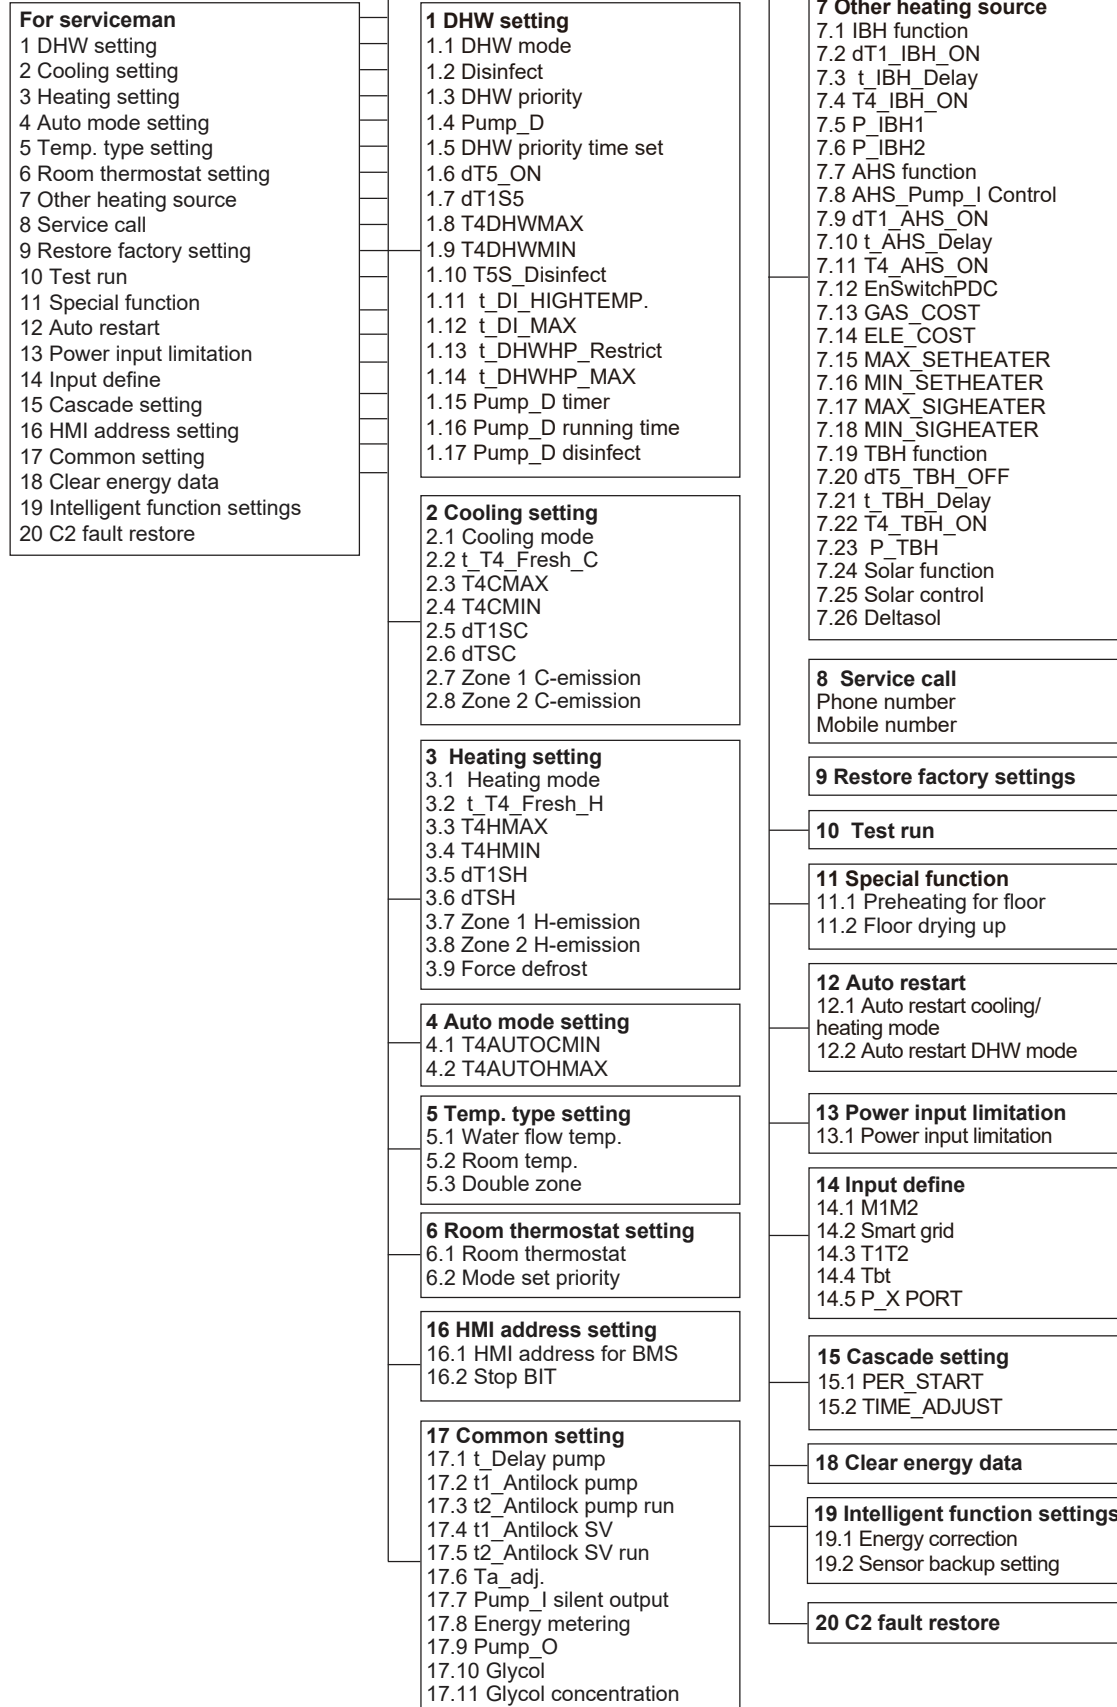 For serviceman
1 DHW setting
2 Cooling setting
3 Heating setting
4 Auto mode setting
5 Temp. type setting
6 Room thermostat setting
7 Other heating source
8 Service call
9 Restore factory setting
10 Test run
11 Special function
12 Auto restart
13 Power input limitation
14 Input define
15 Cascade setting
16 HMI address setting
17 Common setting
18 Clear energy data
19 Intelligent function settings
20 C2 fault restore
1 DHW setting
1.1 DHW mode
1.2 Disinfect
1.3 DHW priority
1.4 Pump_D
1.5 DHW priority time set
1.6 dT5_ON
1.7 dT1S5
1.8 T4DHWMAX
1.9 T4DHWMIN
1.10 T5S_Disinfect
1.11 t_DI_HIGHTEMP.
1.12 t_DI_MAX
1.13 t_DHWHP_Restrict
1.14 t_DHWHP_MAX
1.15 Pump_D timer
1.16 Pump_D running time
1.17 Pump_D disinfect
2 Cooling setting
2.1 Cooling mode
2.2 t_T4_Fresh_C
2.3 T4CMAX
2.4 T4CMIN
2.5 dT1SC
2.6 dTSC
2.7 Zone 1 C-emission
2.8 Zone 2 C-emission
3 Heating setting
3.1 Heating mode
3.2 t_T4_Fresh_H
3.3 T4HMAX
3.4 T4HMIN
3.5 dT1SH
3.6 dTSH
3.7 Zone 1 H-emission
3.8 Zone 2 H-emission
3.9 Force defrost
4 Auto mode setting
4.1 T4AUTOCMIN
4.2 T4AUTOHMAX
5 Temp. type setting
5.1 Water flow temp.
5.2 Room temp.
5.3 Double zone
6 Room thermostat setting
6.1 Room thermostat
6.2 Mode set priority
16 HMI address setting
16.1 HMI address for BMS
16.2 Stop BIT
17 Common setting
17.1 t_Delay pump
17.2 t1_Antilock pump
17.3 t2_Antilock pump run
17.4 t1_Antilock SV
17.5 t2_Antilock SV run
17.6 Ta_adj.
17.7 Pump_I silent output
17.8 Energy metering
17.9 Pump_O
17.10 Glycol
17.11 Glycol concentration
7 Other heating source
7.1 IBH function
7.2 dT1_IBH_ON
7.3 t_IBH_Delay
7.4 T4_IBH_ON
7.5 P_IBH1
7.6 P_IBH2
7.7 AHS function
7.8 AHS_Pump_I Control
7.9 dT1_AHS_ON
7.10 t_AHS_Delay
7.11 T4_AHS_ON
7.12 EnSwitchPDC
7.13 GAS_COST
7.14 ELE_COST
7.15 MAX_SETHEATER
7.16 MIN_SETHEATER
7.17 MAX_SIGHEATER
7.18 MIN_SIGHEATER
7.19 TBH function
7.20 dT5_TBH_OFF
7.21 t_TBH_Delay
7.22 T4_TBH_ON
7.23 P_TBH
7.24 Solar function
7.25 Solar control
7.26 Deltasol
8 Service call
Phone number
Mobile number
9 Restore factory settings
10 Test run
11 Special function
11.1 Preheating for floor
11.2 Floor drying up
12 Auto restart
12.1 Auto restart cooling/
heating mode
12.2 Auto restart DHW mode
13 Power input limitation
13.1 Power input limitation
14 Input define
14.1 M1M2
14.2 Smart grid
14.3 T1T2
14.4 Tbt
14.5 P_X PORT
15 Cascade setting
15.1 PER_START
15.2 TIME_ADJUST
18 Clear energy data
19 Intelligent function settings
19.1 Energy correction
19.2 Sensor backup setting
20 C2 fault restore